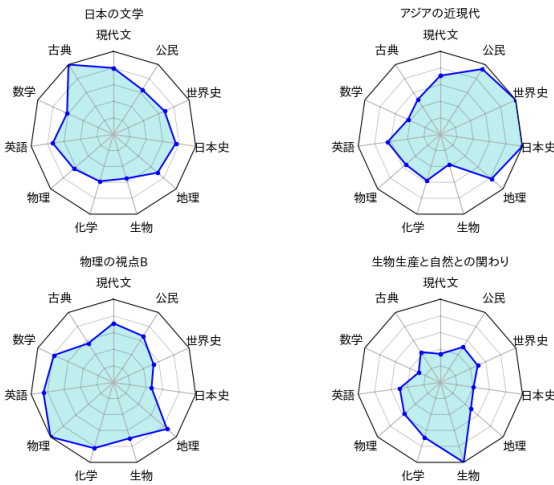 日本の文学
現代文
公民
世界史
日本史
地理
生物
化学
物理
英語
数学
古典
アジアの近現代
現代文
公民
世界史
日本史
地理
生物
化学
物理
英語
数学
古典
物理の視点B
現代文
公民
世界史
日本史
地理
生物
化学
物理
英語
数学
古典
生物生産と自然との関わり
現代文
公民
世界史
日本史
地理
生物
化学
物理
英語
数学
古典